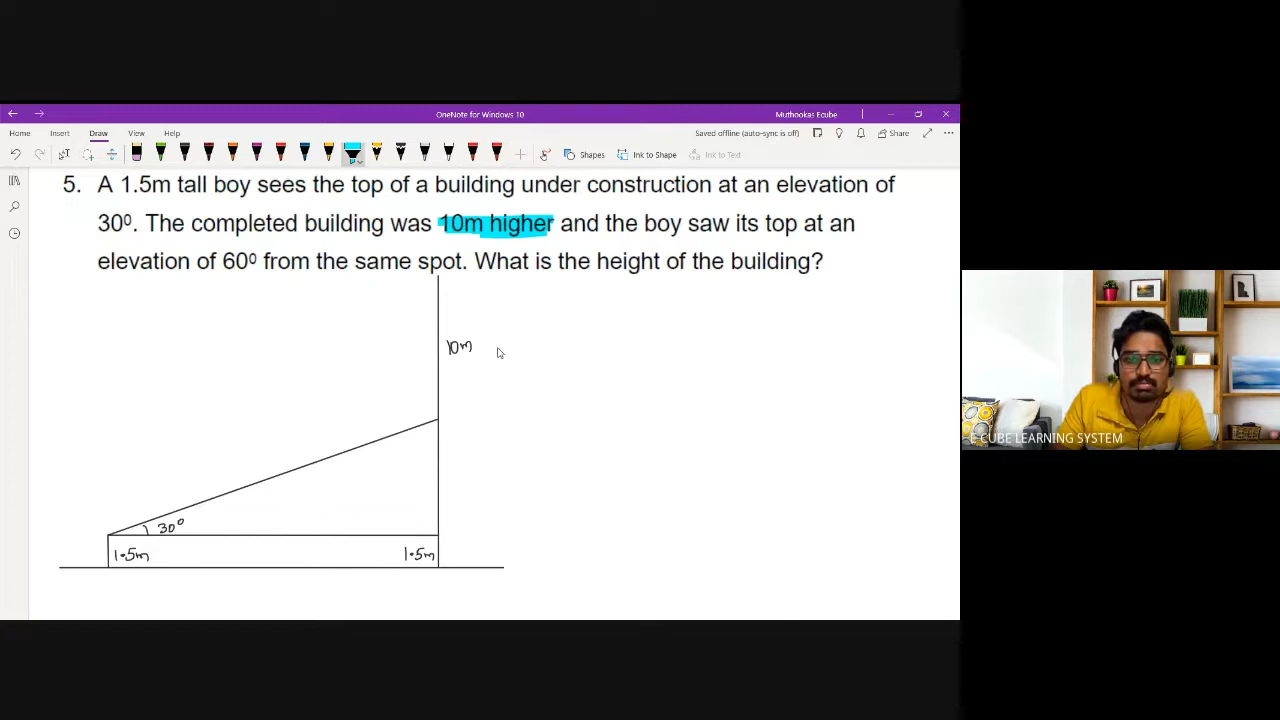 OneNote for Windows 10
Muthookas Ecube
Home Insert Draw View Help
Saved offline (auto-sync is off)
Share
Shapes
Ink to Shape
Ink to Text
5. A 1.5m tall boy sees the top of a building under construction at an elevation of
30⁰. The completed building was 10m higher and the boy saw its top at an
elevation of 60⁰ from the same spot. What is the height of the building?
10m
30⁰
1.5m
1.5m
E CUBE LEARNING SYSTEM